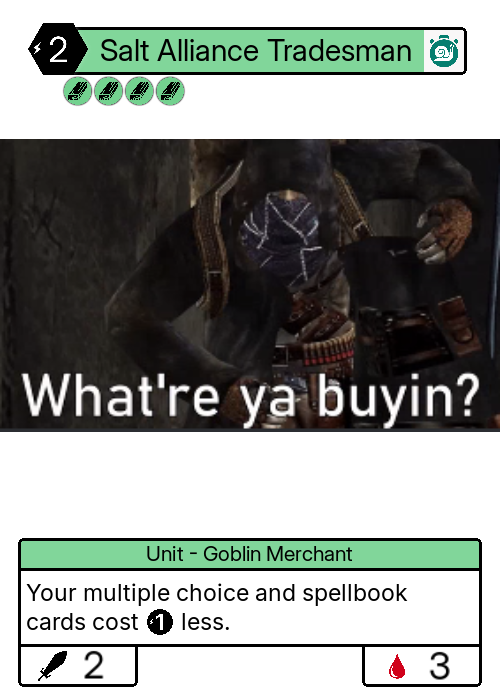 2 Salt Alliance Tradesman
What're ya buyin?
Unit - Goblin Merchant
Your multiple choice and spellbook
cards cost 1 less.
2 3